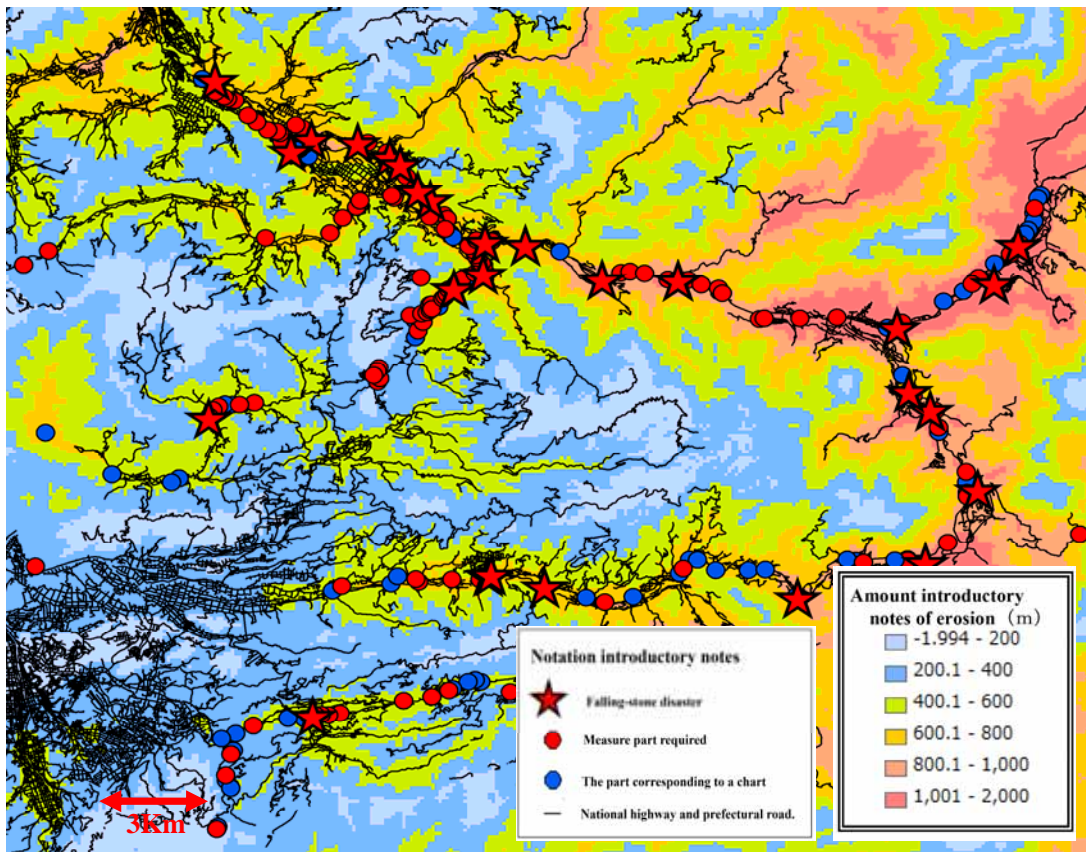 Amount introductory
notes of erosion (m)
-1.994 - 200
200.1 - 400
400.1 - 600
600.1 - 800
800.1 - 1,000
1,001 - 2,000
Notation introductory notes
Falling-stone disaster
Measure part required
The part corresponding to a chart
National highway and prefectural road.
3Km